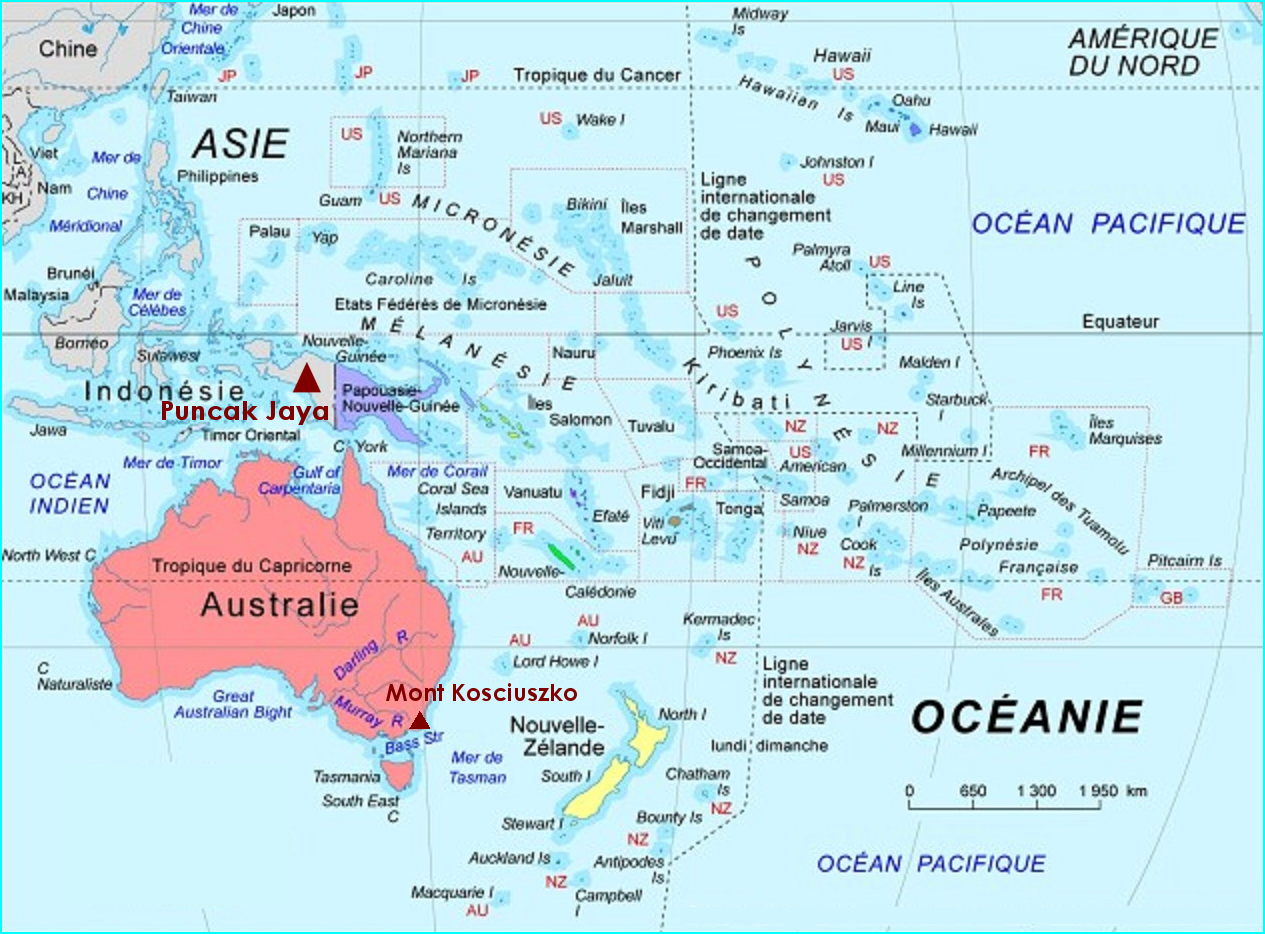 Mer de
Chine
Orientale
Japon
Chine
JP
JP
JP
Taiwan
Tropique du Cancer
Midway
Is
Hawaii
US
Hawaiian Is
Oahu
Maui
Hawaii
AMÉRIQUE
DU NORD
ASIE
Philippines
US
Northern
Mariana
Is
US
Wake I
Johnston I
US
Viet
Nam
L
A
KH
Mer de
Chine
Méridional
Guam
US
MICRONÉSIE
Bikini
Îles
Marshall
Ligne
internationale
de changement
de date
OCÉAN PACIFIQUE
Palau
Yap
Caroline Is
Jaluit
Palmyra
Atoll
US
Brunéi
Malaysia
Mer de
Célèbes
Etats Fédérés de Micronésie
POLYNÉSIE
Line
Is
US
Equateur
Bornéo
Sulawesi
Nouvelle-
Guinée
MÉLANÉSIE
Nauru
Phoenix Is
Jarvis
I
US
Malden I
Kiribati
Indonésie
Puncak Jaya
Papouasie-
Nouvelle-Guinée
Îles
Salomon
Tuvalu
Starbuck
I
Jawa
Timor Oriental
C York
NZ
NZ
Îles
Marquises
FR
OCÉAN
INDIEN
Mer de Timor
Gulf of
Carpentaria
Mer de Corail
Coral Sea
Islands
Territory
AU
Samoa-
Occidental
US
American
Samoa
Millennium I
Archipel des Tuamolu
Vanuatu
Efaté
Fidji
FR
Viti
Levu
Tonga
Niue
NZ
Palmerston
I
Cook
Is
NZ
Papeete
Polynésie
Française
FR
Pitcairn Is
GB
North West C
FR
Nouvelle-
Calédonie
Tropique du Capricorne
Australie
Îles Australes
AU
AU
Norfolk I
Lord Howe I
Kermadec
Is
NZ
Darling R
C
Naturaliste
Great
Australian Bight
Murray R
Mont Kosciuszko
Ligne
internationale
de changement
de date
lundi
dimanche
OCÉANIE
Bass Str
Nouvelle-
Zélande
North I
South I
Mer de
Tasman
Tasmania
South East
C
Chatham
Is
NZ
0 650 1 300 1 950 km
Stewart I
Bounty Is
NZ
Auckland Is
NZ
Antipodes
Is
Campbell
I
Macquarie I
AU
OCÉAN PACIFIQUE